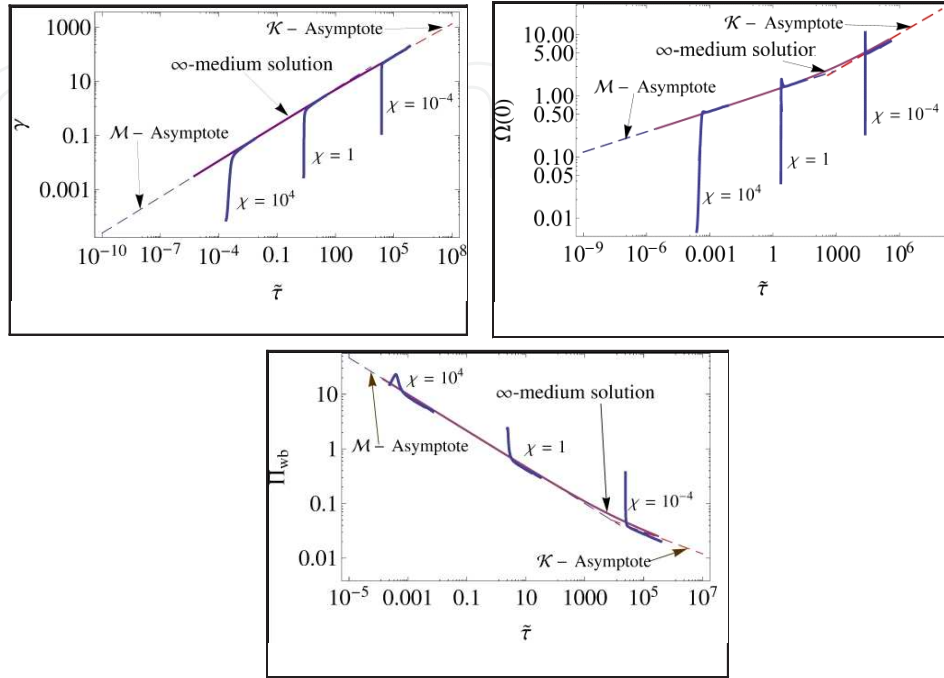 1000
10
0.1
0.001
γ
10⁻¹⁰ 10⁻⁷ 10⁻⁴ 0.1 100 10⁵ 10⁸
τ̃
𝒦 – Asymptote
∞-medium solution
ℳ – Asymptote
χ = 10⁻⁴
χ = 1
χ = 10⁴
10.00
5.00
1.00
0.50
0.10
0.05
0.01
Ω(0)
10⁻⁹ 10⁻⁶ 0.001 1 1000 10⁶
τ̃
𝒦 – Asymptote
∞-medium solutior
ℳ – Asymptote
χ = 10⁻⁴
χ = 1
χ = 10⁴
10
1
0.1
0.01
Π_wb
10⁻⁵ 0.001 0.1 10 1000 10⁵ 10⁷
τ̃
χ = 10⁴
∞-medium solution
ℳ – Asymptote
χ = 1
χ = 10⁻⁴
𝒦 – Asymptote